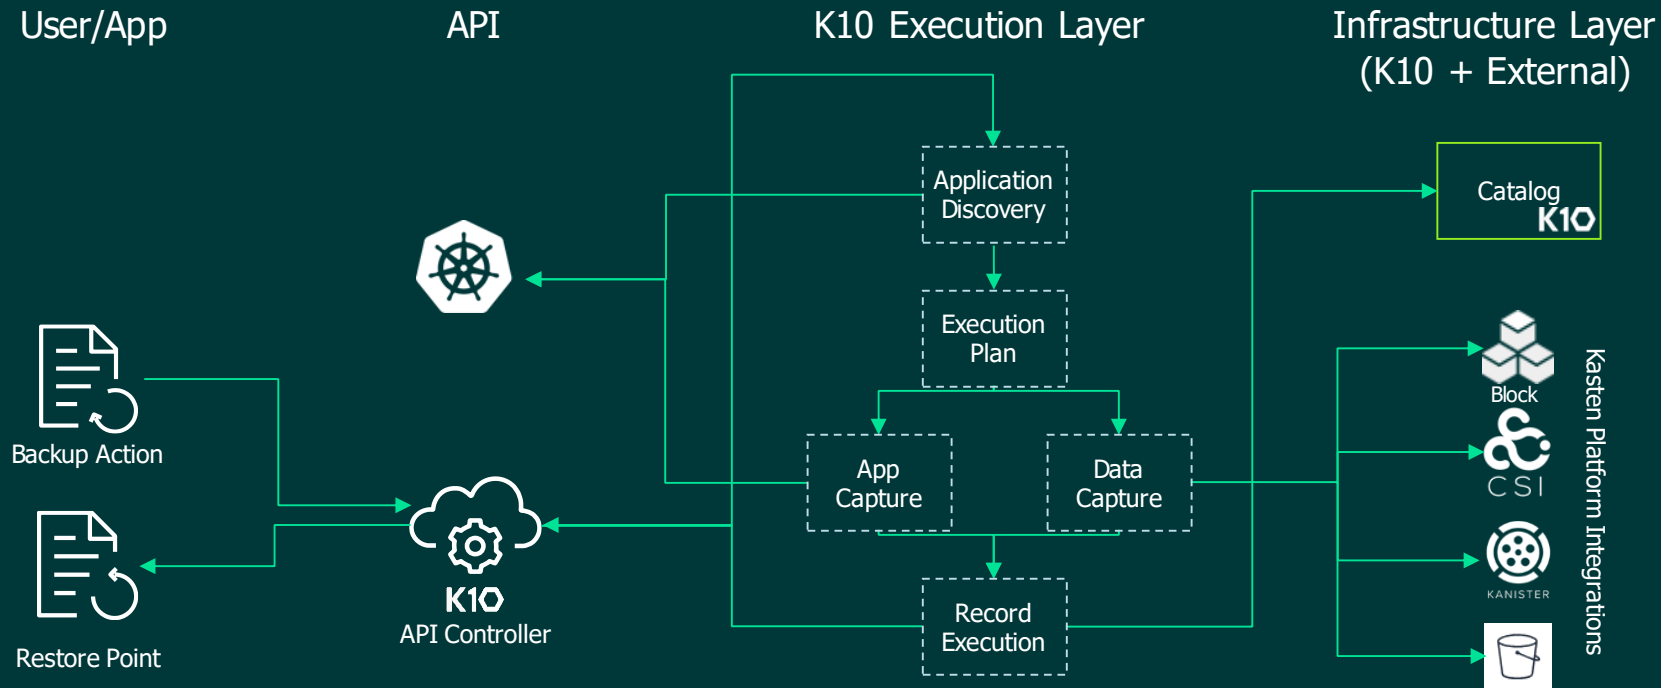 User/App
API
K10 Execution Layer
Infrastructure Layer
(K10 + External)
Application
Discovery
Catalog
K10
Execution
Plan
Block
Backup Action
App
Capture
Data
Capture
CSI
Kasten Platform Integrations
KANISTER
K10
API Controller
Record
Execution
Restore Point